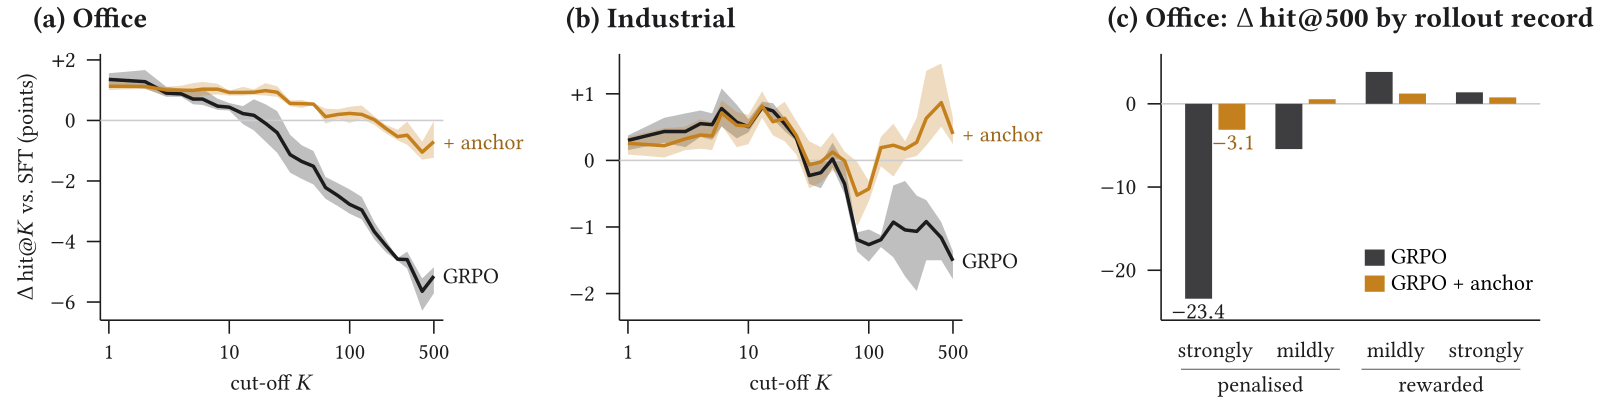 (a) Office
Δ hit@K vs. SFT (points)
+2
0
−2
−4
−6
+ anchor
GRPO
1
10
100
500
cut-off K
(b) Industrial
+1
0
−1
−2
+ anchor
GRPO
1
10
100
500
cut-off K
(c) Office: Δ hit@500 by rollout record
0
−10
−20
−3.1
−23.4
GRPO
GRPO + anchor
strongly
mildly
mildly
strongly
penalised
rewarded